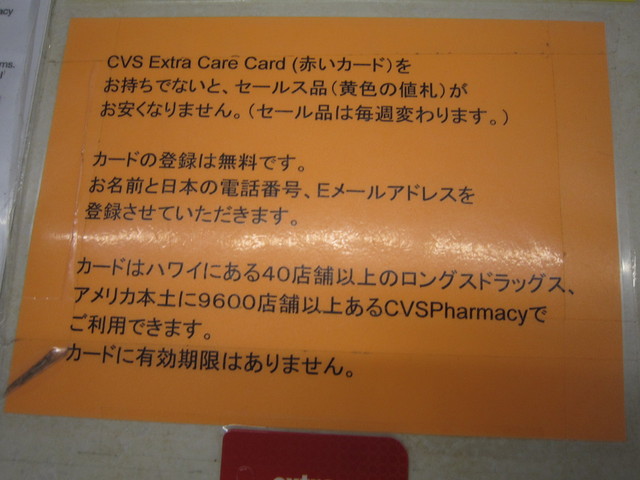 CVS Extra Care Card (赤いカード)を
お持ちでないと、セールス品(黄色の値札)が
お安くなりません。(セール品は毎週変わります。)
カードの登録は無料です。
お名前と日本の電話番号、Eメールアドレスを
登録させていただきます。
カードはハワイにある40店舗以上のロングスドラッグス、
アメリカ本土に9600店舗以上あるCVSPharmacyで
ご利用できます。
カードに有効期限はありません。